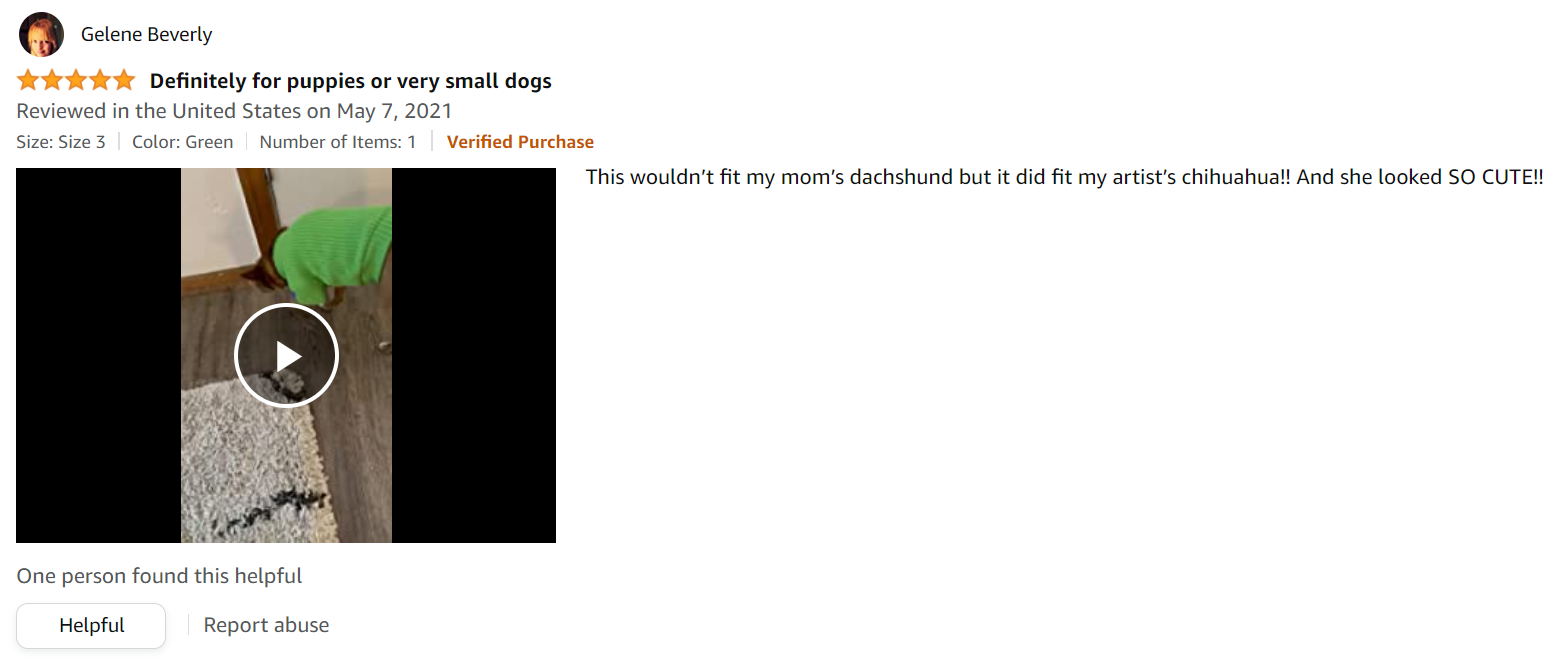 Gelene Beverly
Definitely for puppies or very small dogs
Reviewed in the United States on May 7, 2021
Size: Size 3 | Color: Green | Number of Items: 1 | Verified Purchase
This wouldn’t fit my mom’s dachshund but it did fit my artist’s chihuahua!! And she looked SO CUTE!!
One person found this helpful
Helpful | Report abuse